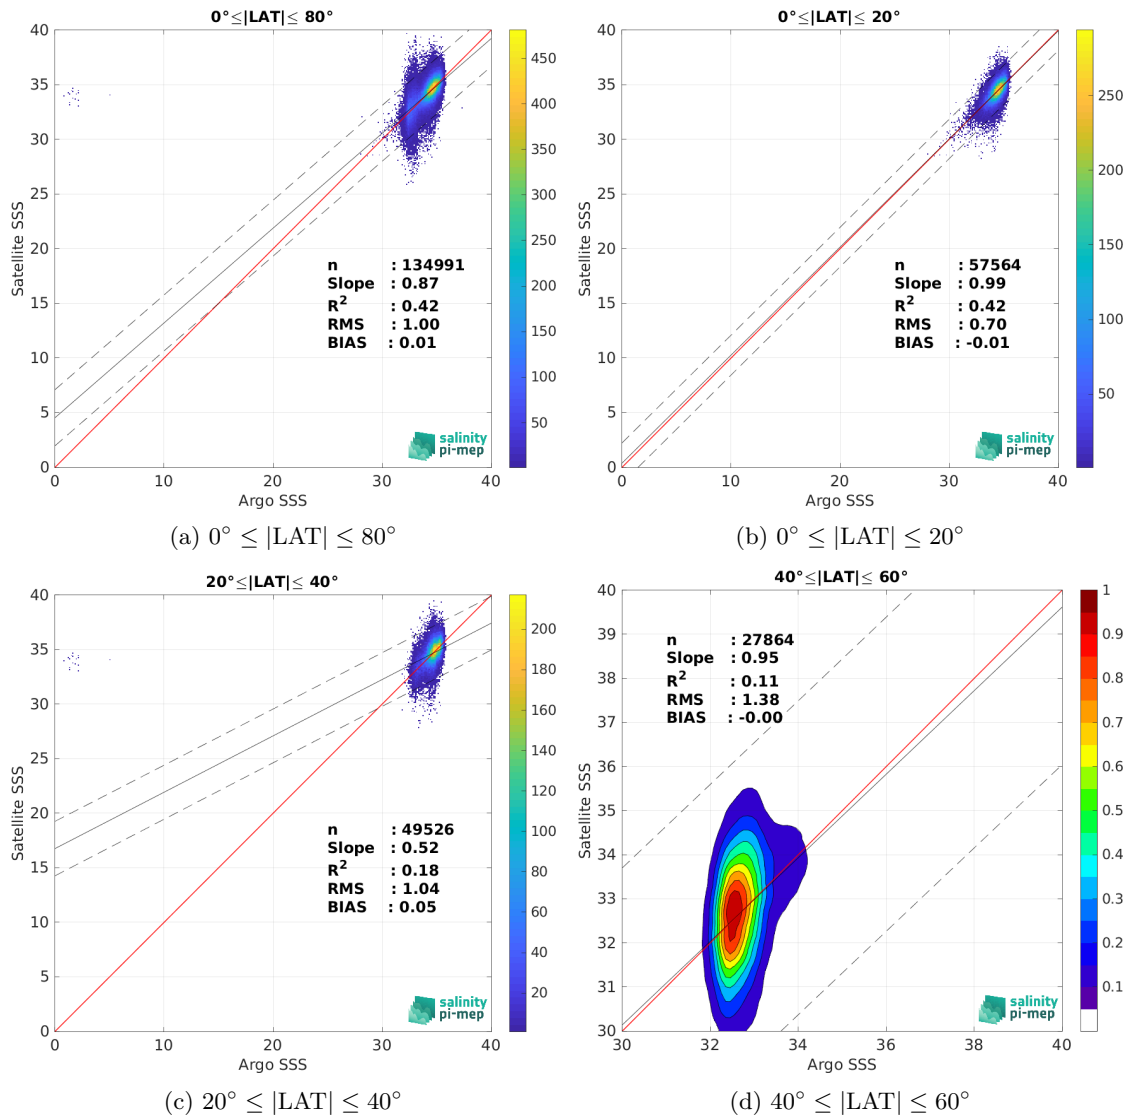 0°≤|LAT|≤ 80°
40
35
30
25
20
15
10
5
0
0
10
20
30
40
Satellite SSS
Argo SSS
n : 134991
Slope : 0.87
R² : 0.42
RMS : 1.00
BIAS : 0.01
salinity
pi-mep
450
400
350
300
250
200
150
100
50
(a) 0° ≤ |LAT| ≤ 80°
0°≤|LAT|≤ 20°
40
35
30
25
20
15
10
5
0
0
10
20
30
40
Satellite SSS
Argo SSS
n : 57564
Slope : 0.99
R² : 0.42
RMS : 0.70
BIAS : -0.01
salinity
pi-mep
250
200
150
100
50
(b) 0° ≤ |LAT| ≤ 20°
20°≤|LAT|≤ 40°
40
35
30
25
20
15
10
5
0
0
10
20
30
40
Satellite SSS
Argo SSS
n : 49526
Slope : 0.52
R² : 0.18
RMS : 1.04
BIAS : 0.05
salinity
pi-mep
200
180
160
140
120
100
80
60
40
20
(c) 20° ≤ |LAT| ≤ 40°
40°≤|LAT|≤ 60°
40
39
38
37
36
35
34
33
32
31
30
30
32
34
36
38
40
Satellite SSS
Argo SSS
n : 27864
Slope : 0.95
R² : 0.11
RMS : 1.38
BIAS : -0.00
salinity
pi-mep
1
0.9
0.8
0.7
0.6
0.5
0.4
0.3
0.2
0.1
(d) 40° ≤ |LAT| ≤ 60°